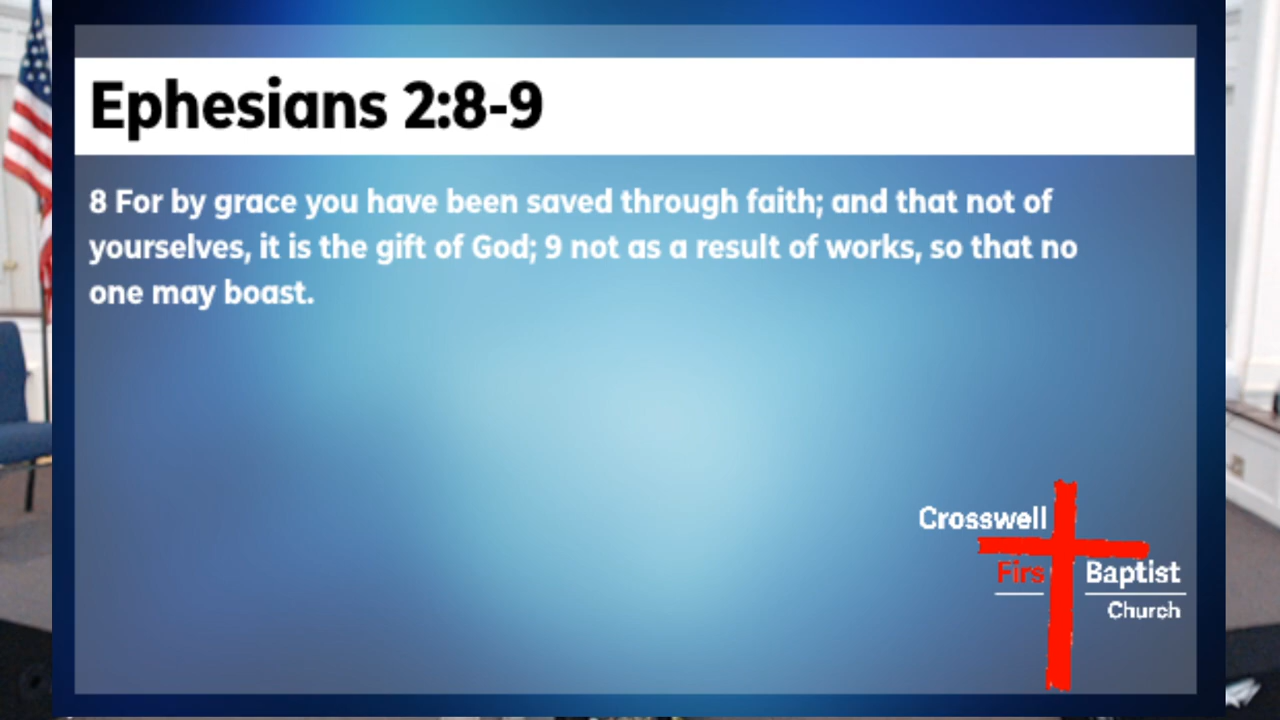 Ephesians 2:8-9
8 For by grace you have been saved through faith; and that not of
yourselves, it is the gift of God; 9 not as a result of works, so that no
one may boast.
Crosswell
Firs Baptist
Church